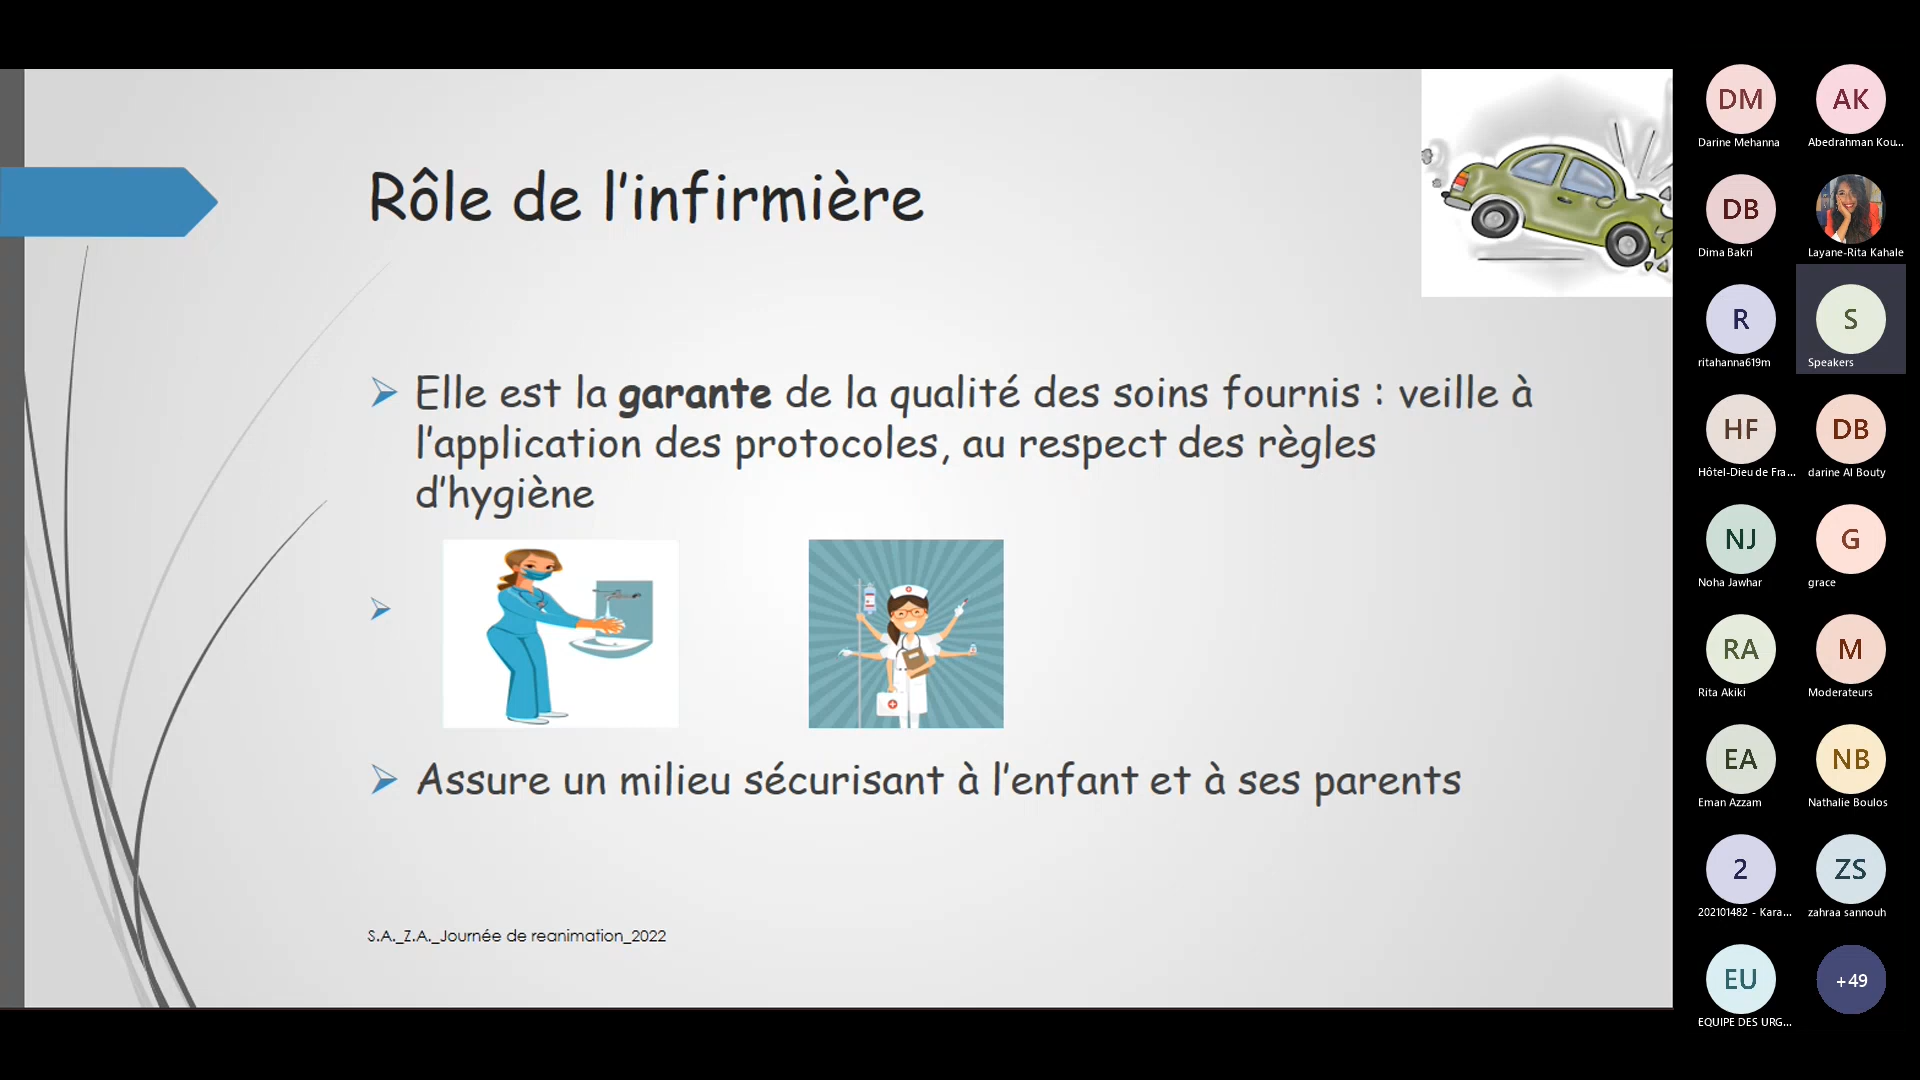 Rôle de l'infirmière
Elle est la garante de la qualité des soins fournis : veille à
l'application des protocoles, au respect des règles
d'hygiène
Assure un milieu sécurisant à l'enfant et à ses parents
S.A._Z.A._Journée de reanimation_2022
DM
Darine Mehanna
AK
Abedrahman Kou...
DB
Dima Bakri
Layane-Rita Kahale
R
ritahanna619m
S
Speakers
HF
Hôtel-Dieu de Fra...
DB
darine Al Bouty
NJ
Noha Jawhar
G
grace
RA
Rita Akiki
M
Moderateurs
EA
Eman Azzam
NB
Nathalie Boulos
2
202101482 - Kara...
ZS
zahraa sannouh
EU
EQUIPE DES URG...
+49